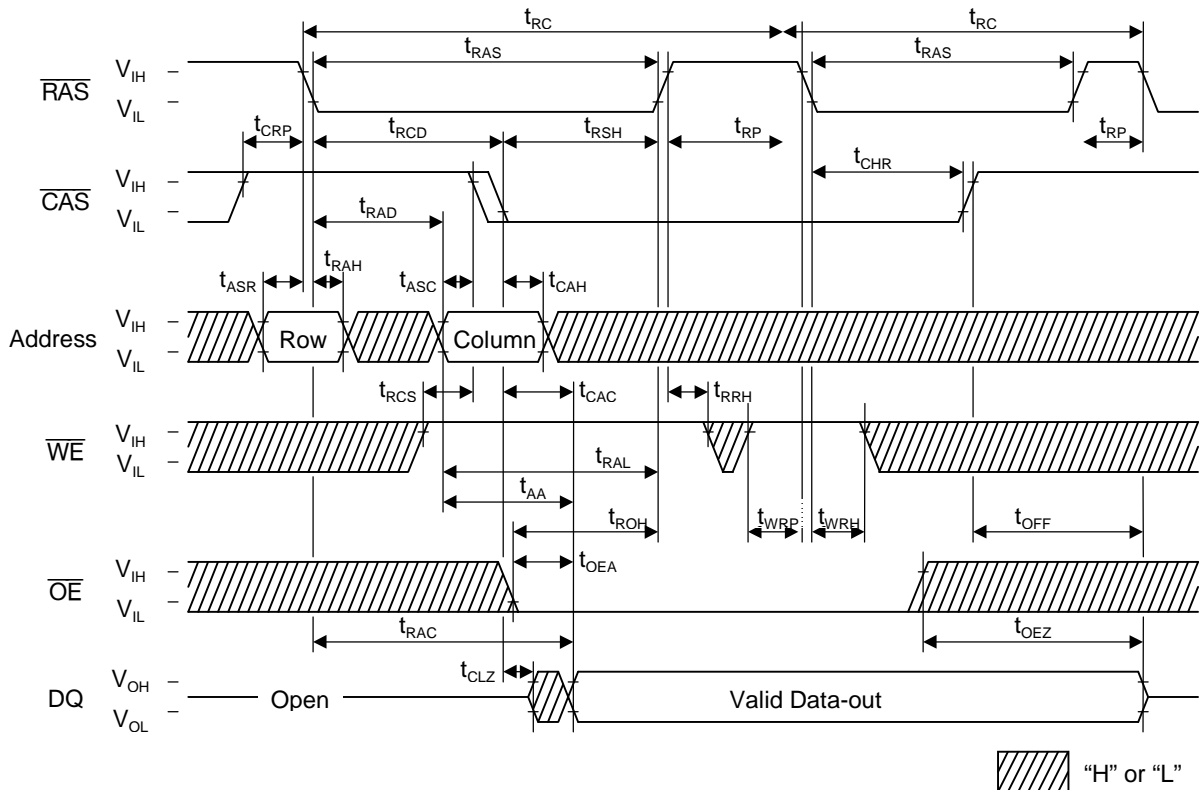 tRC tRC
tRAS tRAS
RAS VIH
VIL
tCRP tRCD tRSH tRP tRP
tCHR
CAS VIH
VIL
tRAD
tASR tRAH tASC tCAH
Address VIH
VIL
Row Column
tRCS tCAC tRRH
WE VIH
VIL
tRAL
tAA
tROH tWRP tWRH tOFF
tOEA
OE VIH
VIL
tRAC tOEZ
tCLZ
DQ VOH
VOL
Open Valid Data-out
“H” or “L”